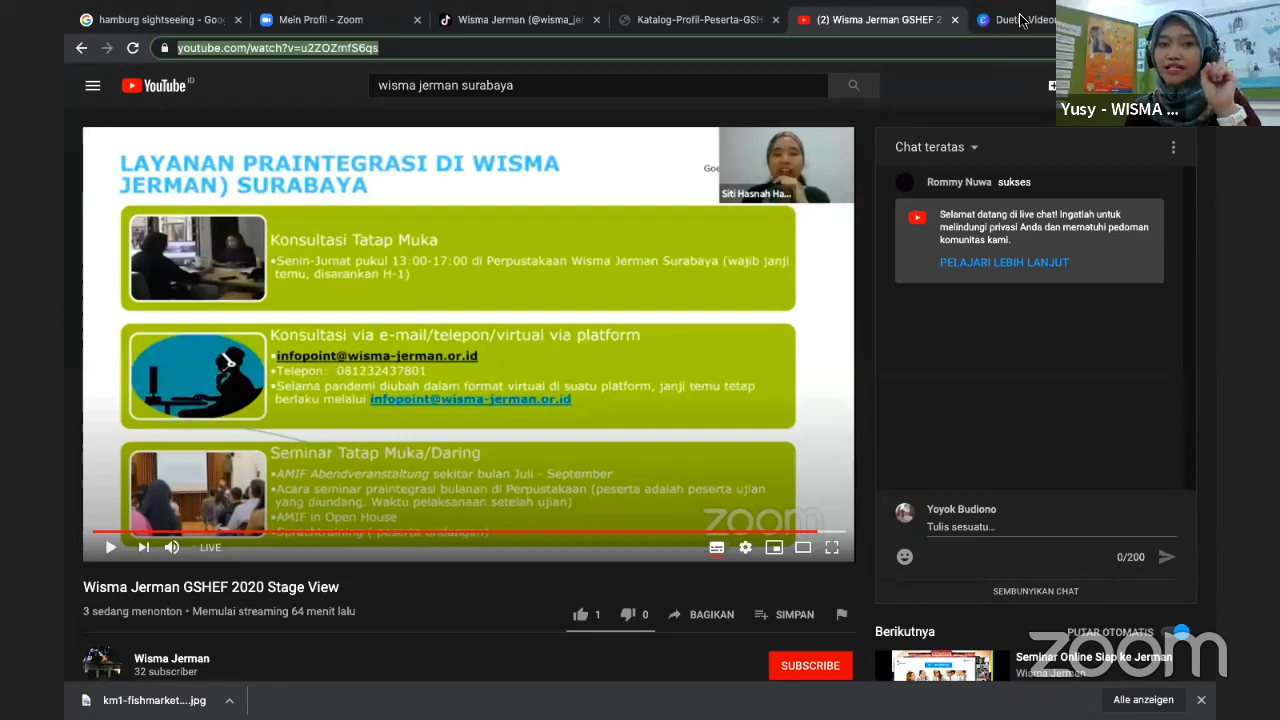 hamburg sightseeing - Goo
Mein Profil - Zoom
Wisma Jerman (@wisma_jer
Katalog-Profil-Peserta-GSH
(2) Wisma Jerman GSHEF 2
Duetts Video
youtube.com/watch?v=u2ZOZmfS6qs
YouTube ID
wisma jerman surabaya
Yusy - WISMA ...
LAYANAN PRAINTEGRASI DI WISMA
JERMAN) SURABAYA
Goe
Siti Hasnah Ha...
Konsultasi Tatap Muka
•Senin-Jumat pukul 13:00-17:00 di Perpustakaan Wisma Jerman Surabaya (wajib janji
temu, disarankan H-1)
Konsultasi via e-mail/telepon/virtual via platform
•infopoint@wisma-jerman.or.id
•Telepon: 081232437801
•Selama pandemi diubah dalam format virtual di suatu platform, janji temu tetap
berlaku melalui infopoint@wisma-jerman.or.id
Seminar Tatap Muka/Daring
•AMIF Abendveranstaltung sekitar bulan Juli - September
•Acara seminar praintegrasi bulanan di Perpustakaan (peserta adalah peserta ujian
yang diundang. Waktu pelaksanaan setelah ujian)
•AMIF in Open House
•Sprachtraining ( peserta undangan)
zoom
LIVE
Chat teratas
Rommy Nuwa sukses
Selamat datang di live chat! Ingatlah untuk
melindungi privasi Anda dan mematuhi pedoman
komunitas kami.
PELAJARI LEBIH LANJUT
Yoyok Budiono
Tulis sesuatu...
0/200
SEMBUNYIKAN CHAT
Wisma Jerman GSHEF 2020 Stage View
3 sedang menonton • Memulai streaming 64 menit lalu
1
0
BAGIKAN
SIMPAN
Wisma Jerman
32 subscriber
SUBSCRIBE
Berikutnya
PUTAR OTOMATIS
Seminar Online Siap ke Jerman
Wisma Jerman
zoom
km1-fishmarket....jpg
Alle anzeigen